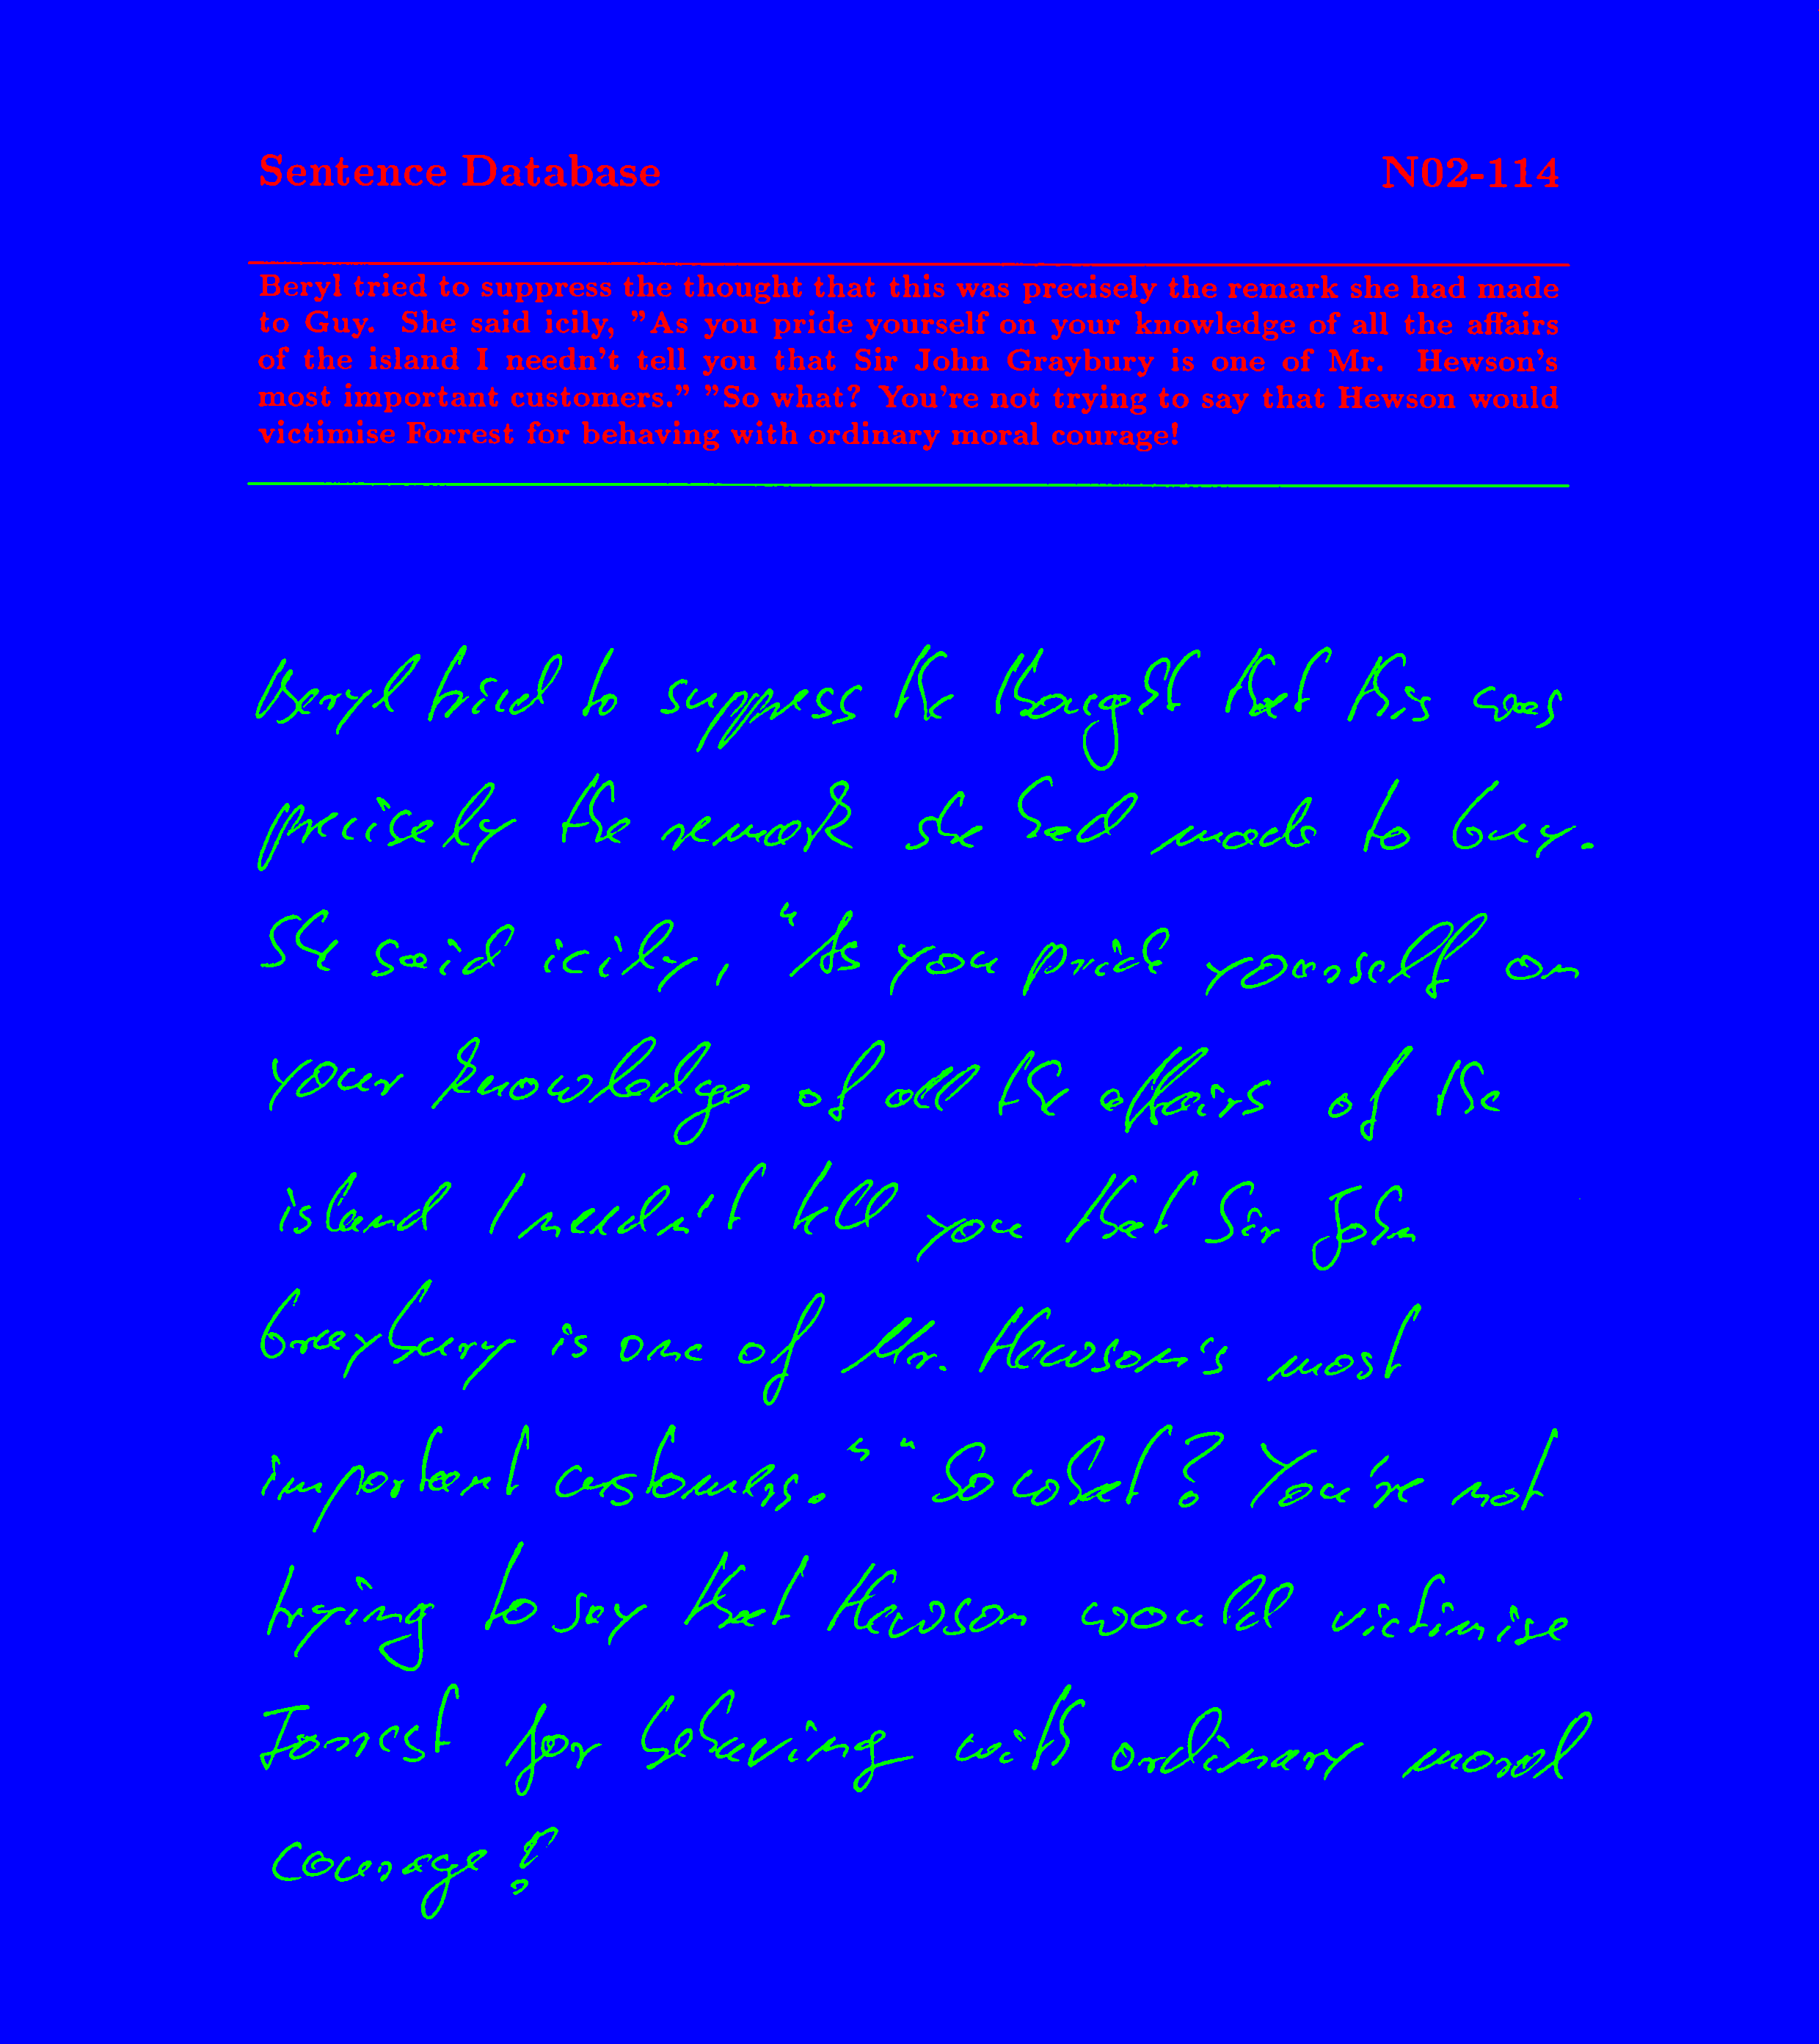 Sentence Database N02-114
Beryl tried to suppress the thought that this was precisely the remark she had made
to Guy. She said icily, "As you pride yourself on your knowledge of all the affairs
of the island I needn't tell you that Sir John Graybury is one of Mr. Hewson's
most important customers." "So what? You're not trying to say that Hewson would
victimise Forrest for behaving with ordinary moral courage!
Beryl tried to suppress the thought that this was
precisely the remark she had made to Guy.
She said icily, "As you pride yourself on
your knowledge of all the affairs of the
island I needn't tell you that Sir John
Graybury is one of Mr. Hewson's most
important customers." "So what? You're not
trying to say that Hewson would victimise
Forrest for behaving with ordinary moral
courage!